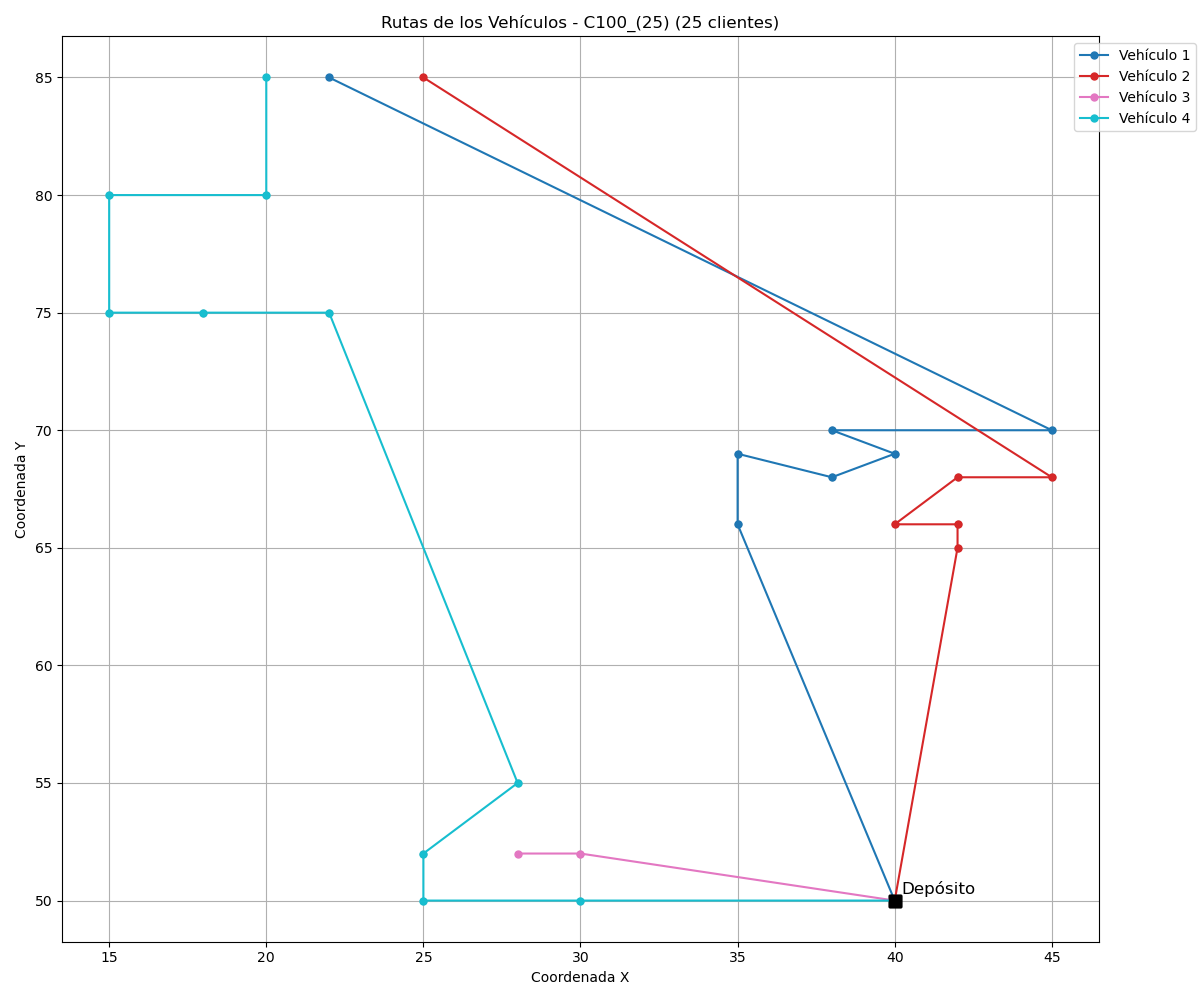 Rutas de los Vehículos - C100_(25) (25 clientes)
Vehículo 1
Vehículo 2
Vehículo 3
Vehículo 4
85
80
75
70
65
60
55
50
Coordenada Y
Depósito
15 20 25 30 35 40 45
Coordenada X